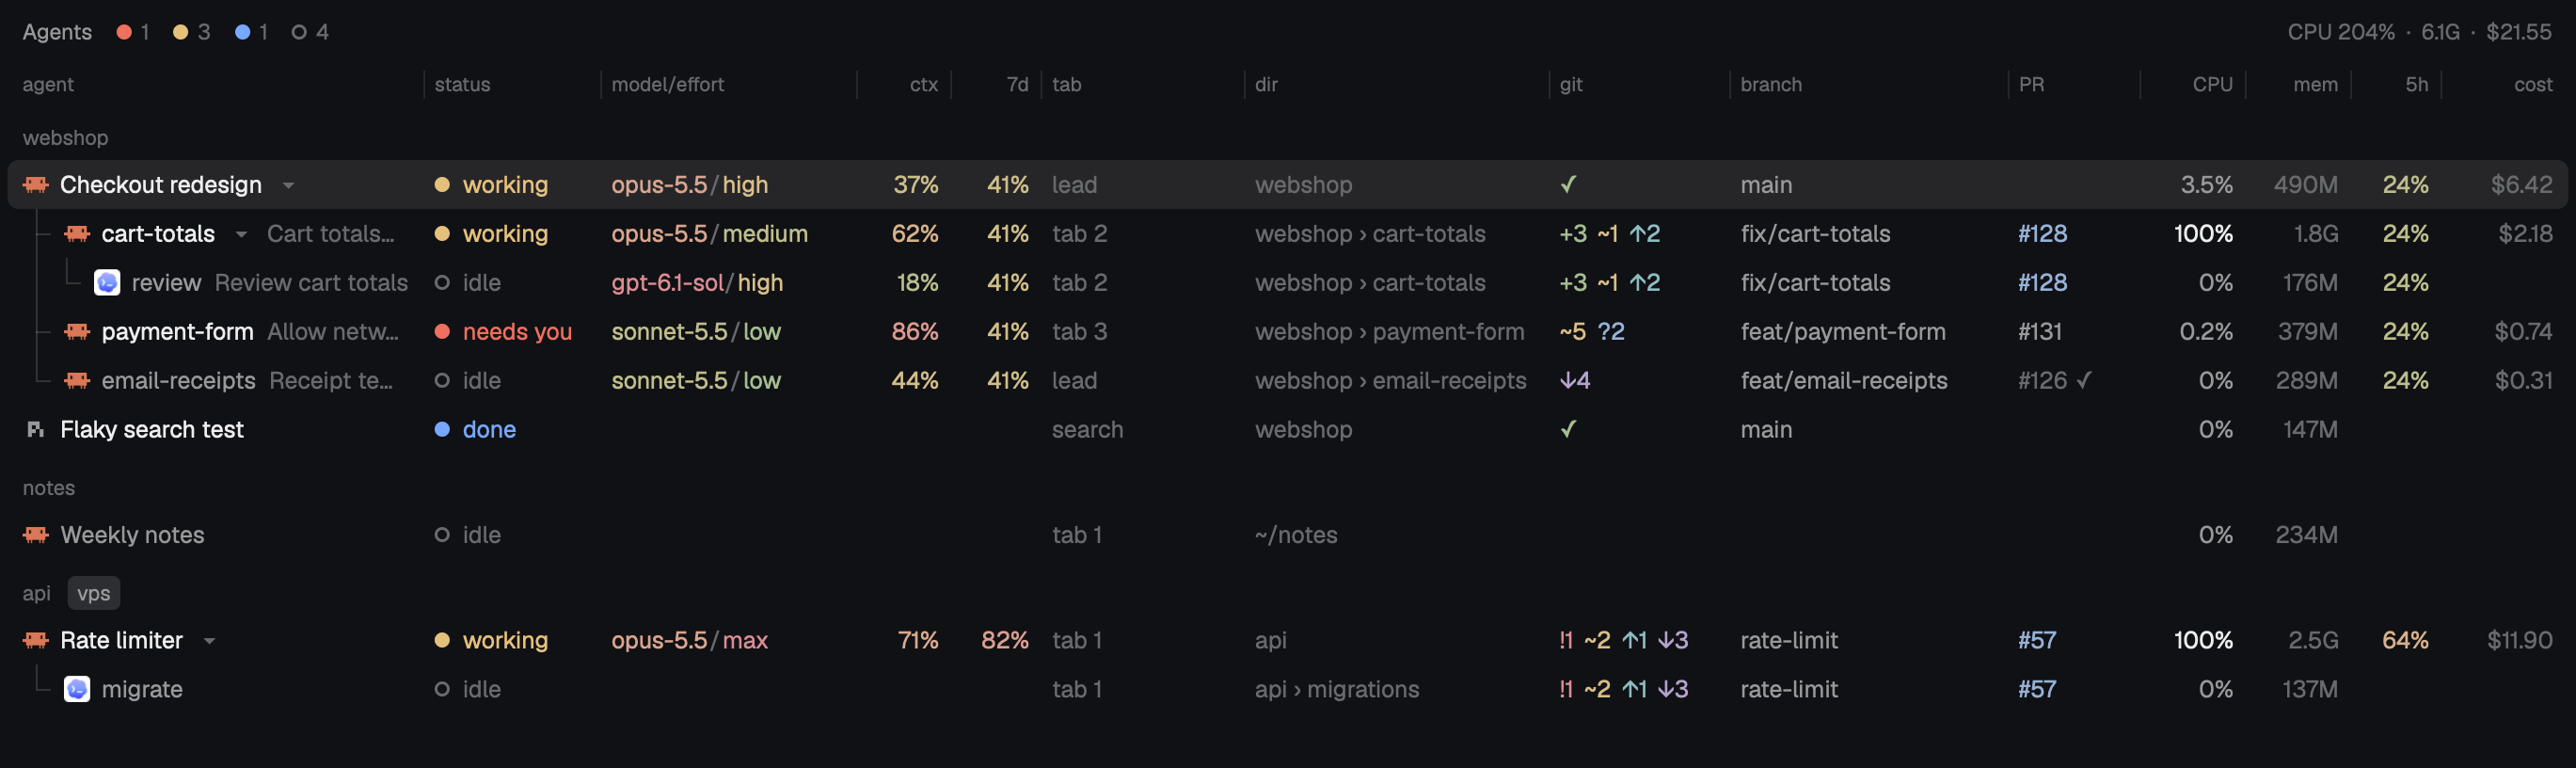 Agents 1 3 1 4 CPU 204% · 6.1G · $21.55
agent status model/effort ctx 7d tab dir git branch PR CPU mem 5h cost
webshop
Checkout redesign working opus-5.5/high 37% 41% lead webshop ✓ main 3.5% 490M 24% $6.42
cart-totals Cart totals… working opus-5.5/medium 62% 41% tab 2 webshop › cart-totals +3 ~1 ↑2 fix/cart-totals #128 100% 1.8G 24% $2.18
review Review cart totals idle gpt-6.1-sol/high 18% 41% tab 2 webshop › cart-totals +3 ~1 ↑2 fix/cart-totals #128 0% 176M 24%
payment-form Allow netw… needs you sonnet-5.5/low 86% 41% tab 3 webshop › payment-form ~5 ?2 feat/payment-form #131 0.2% 379M 24% $0.74
email-receipts Receipt te… idle sonnet-5.5/low 44% 41% lead webshop › email-receipts ↓4 feat/email-receipts #126 ✓ 0% 289M 24% $0.31
Flaky search test done search webshop ✓ main 0% 147M
notes
Weekly notes idle tab 1 ~/notes 0% 234M
api vps
Rate limiter working opus-5.5/max 71% 82% tab 1 api !1 ~2 ↑1 ↓3 rate-limit #57 100% 2.5G 64% $11.90
migrate idle tab 1 api › migrations !1 ~2 ↑1 ↓3 rate-limit #57 0% 137M